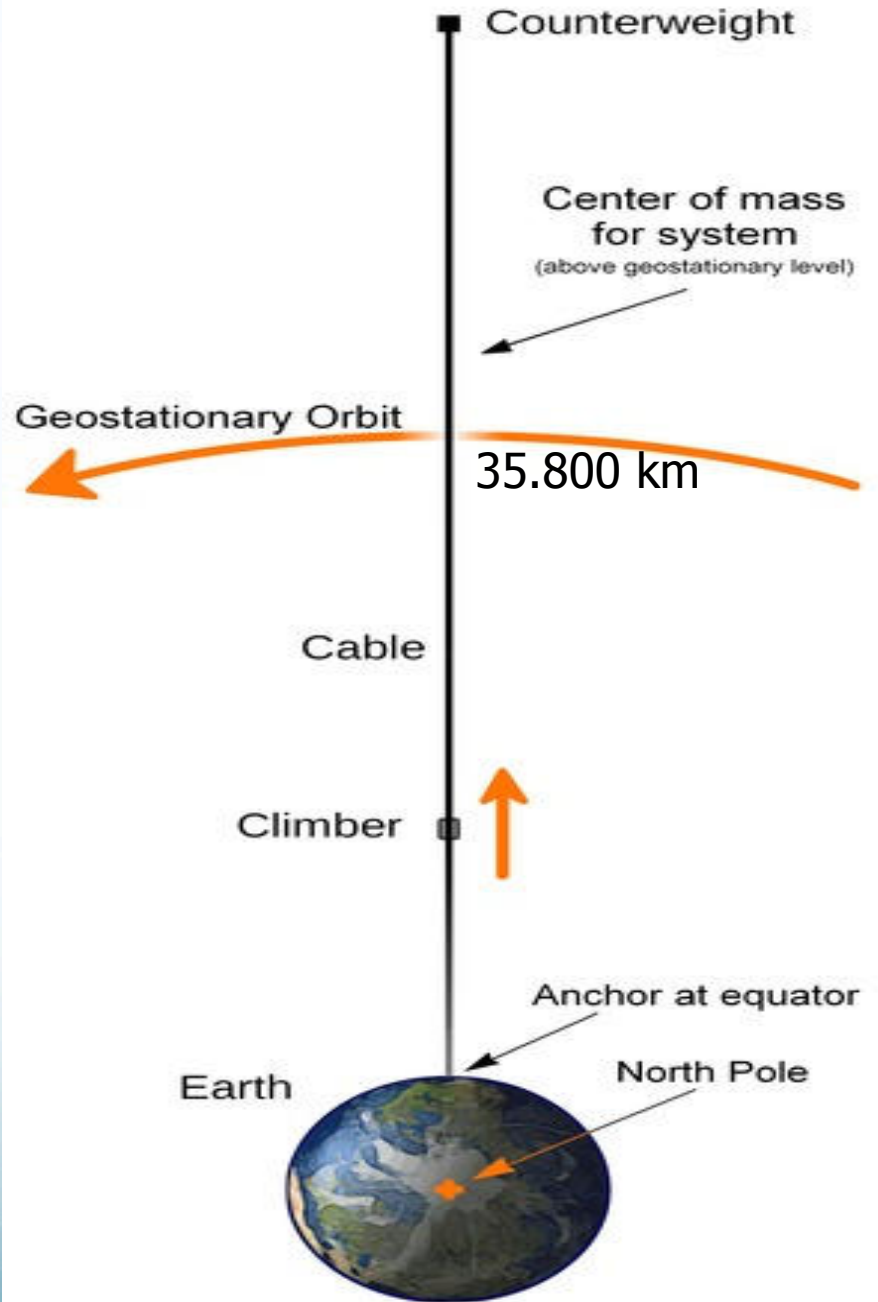 Counterweight
Center of mass
for system
(above geostationary level)
Geostationary Orbit
35.800 km
Cable
Climber
Anchor at equator
North Pole
Earth